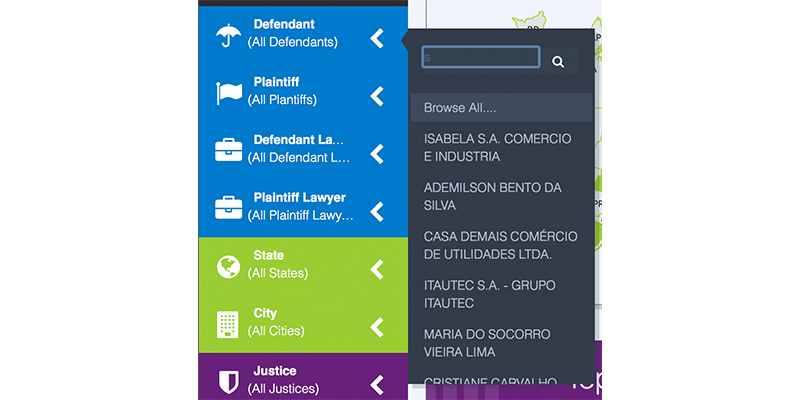 Defendant
(All Defendants)
Plaintiff
(All Plantiffs)
Defendant La...
(All Defendant L...
Plaintiff Lawyer
(All Plaintiff Lawy...
State
(All States)
City
(All Cities)
Justice
(All Justices)
s
Browse All....
ISABELA S.A. COMERCIO
E INDUSTRIA
ADEMILSON BENTO DA
SILVA
CASA DEMAIS COMÉRCIO
DE UTILIDADES LTDA.
ITAUTEC S.A. - GRUPO
ITAUTEC
MARIA DO SOCORRO
VIEIRA LIMA
CRISTIANE CARVALHO